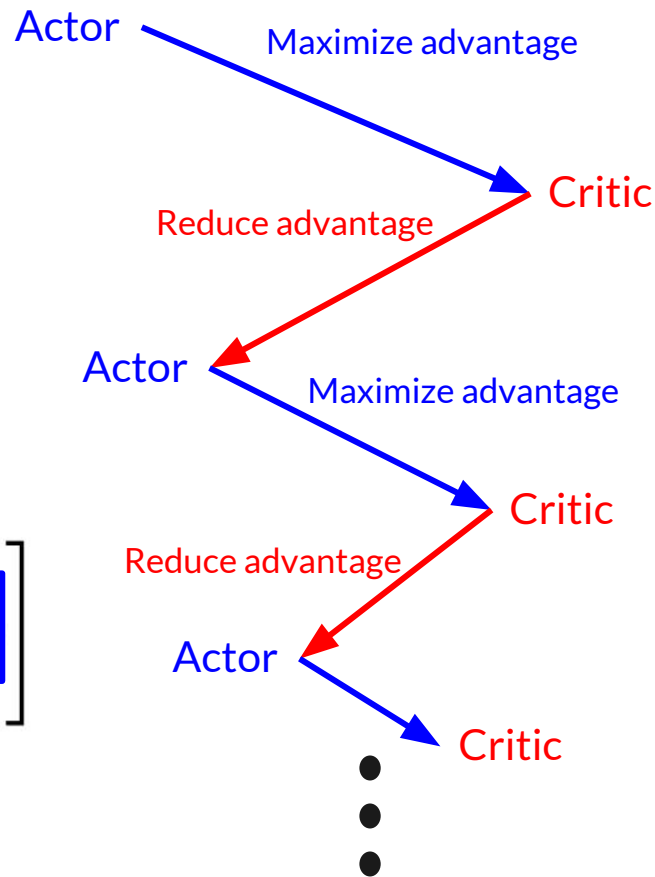 Actor
Maximize advantage
Critic
Reduce advantage
Actor
Maximize advantage
Critic
Reduce advantage
Actor
Critic
]